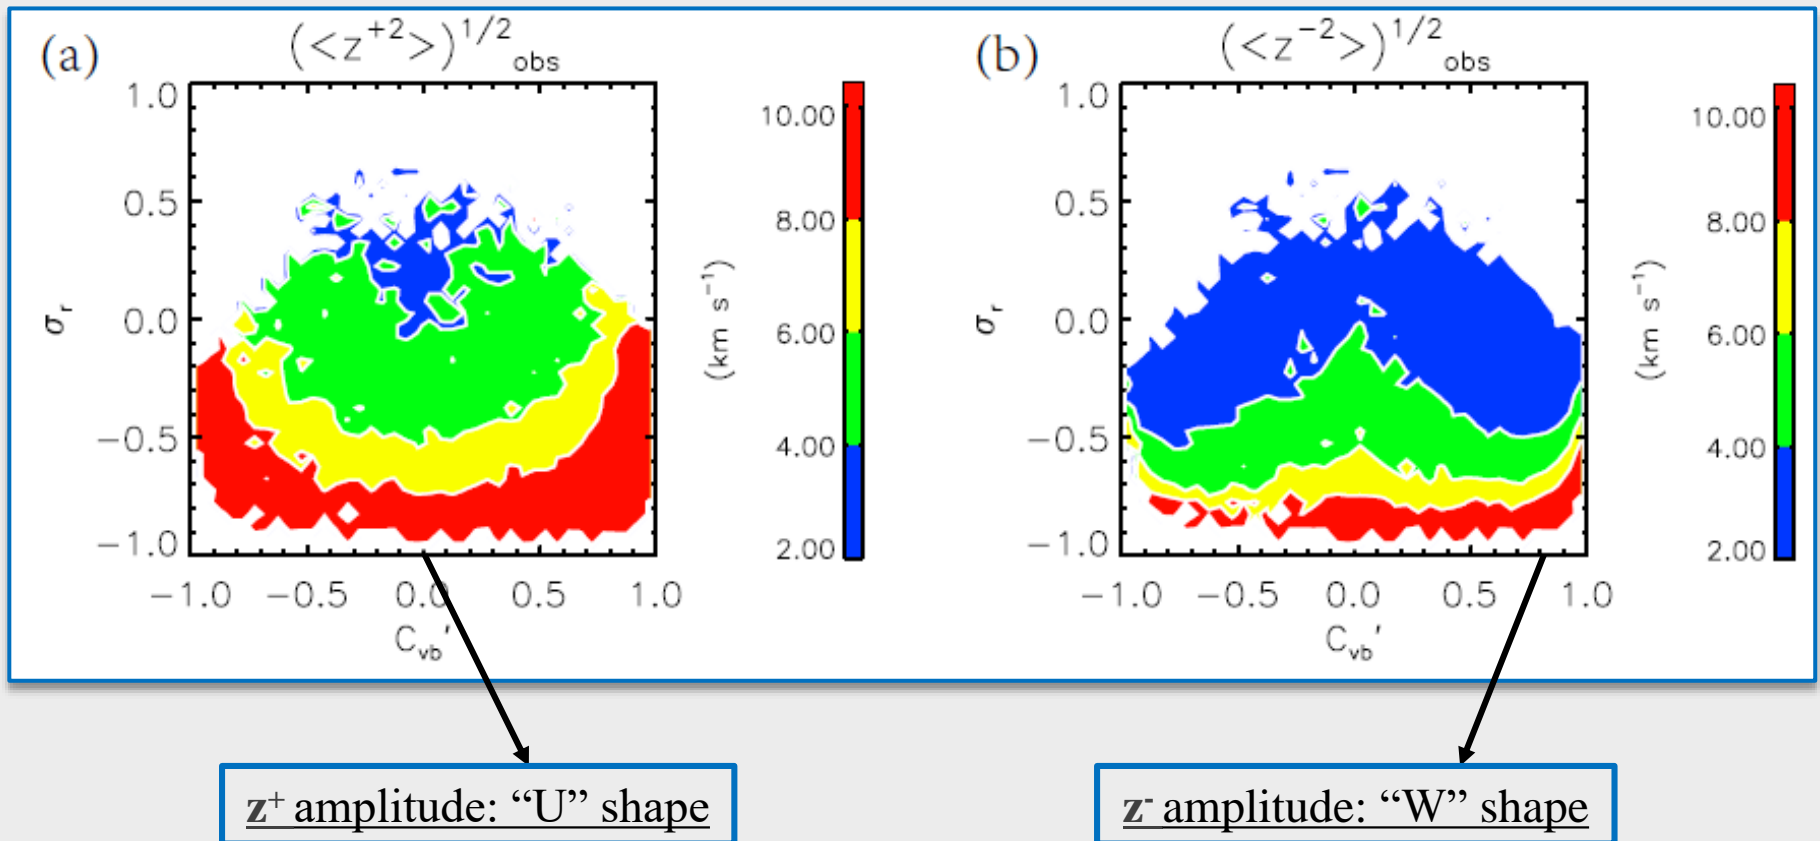 (a)
(<z⁺²>)^1/2 obs
1.0
0.5
0.0
−0.5
−1.0
σr
−1.0 −0.5 0.0 0.5 1.0
Cvb'
10.00
8.00
6.00
4.00
2.00
(km s⁻¹)
(b)
(<z⁻²>)^1/2 obs
1.0
0.5
0.0
−0.5
−1.0
σr
−1.0 −0.5 0.0 0.5 1.0
Cvb'
10.00
8.00
6.00
4.00
2.00
(km s⁻¹)
z⁺ amplitude: “U” shape
z⁻ amplitude: “W” shape